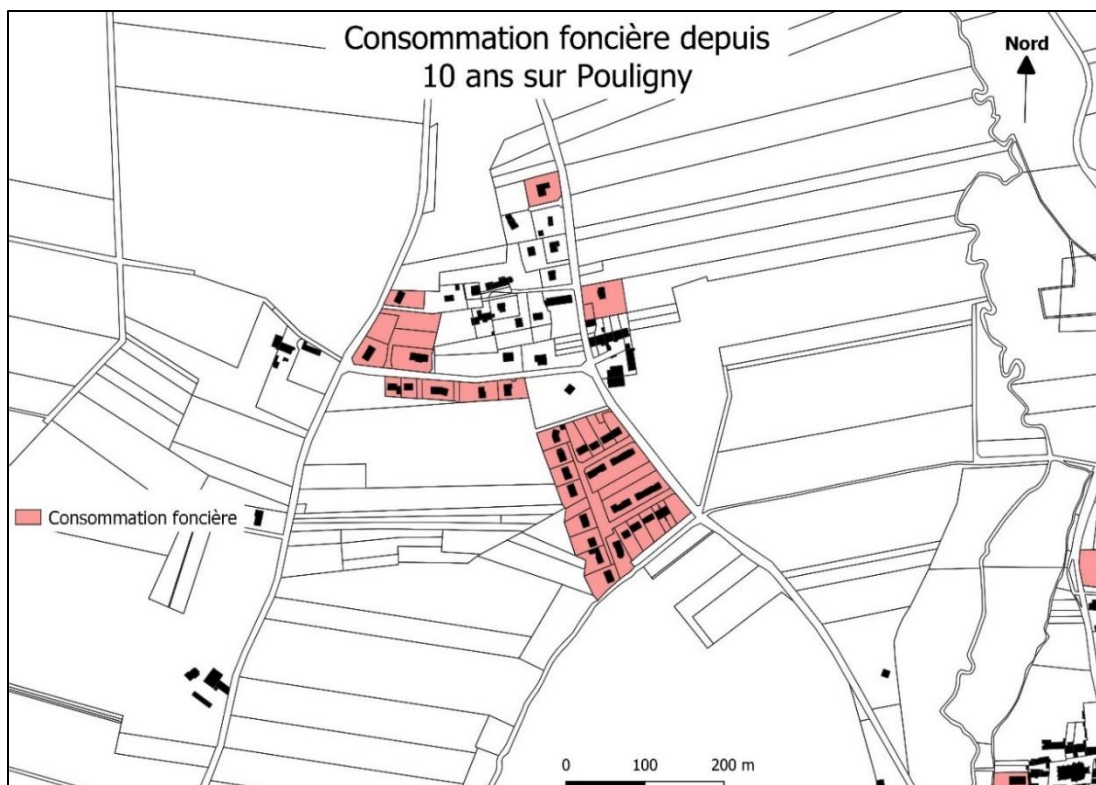 Consommation foncière depuis
10 ans sur Pouligny
Nord
Consommation foncière
0 100 200 m